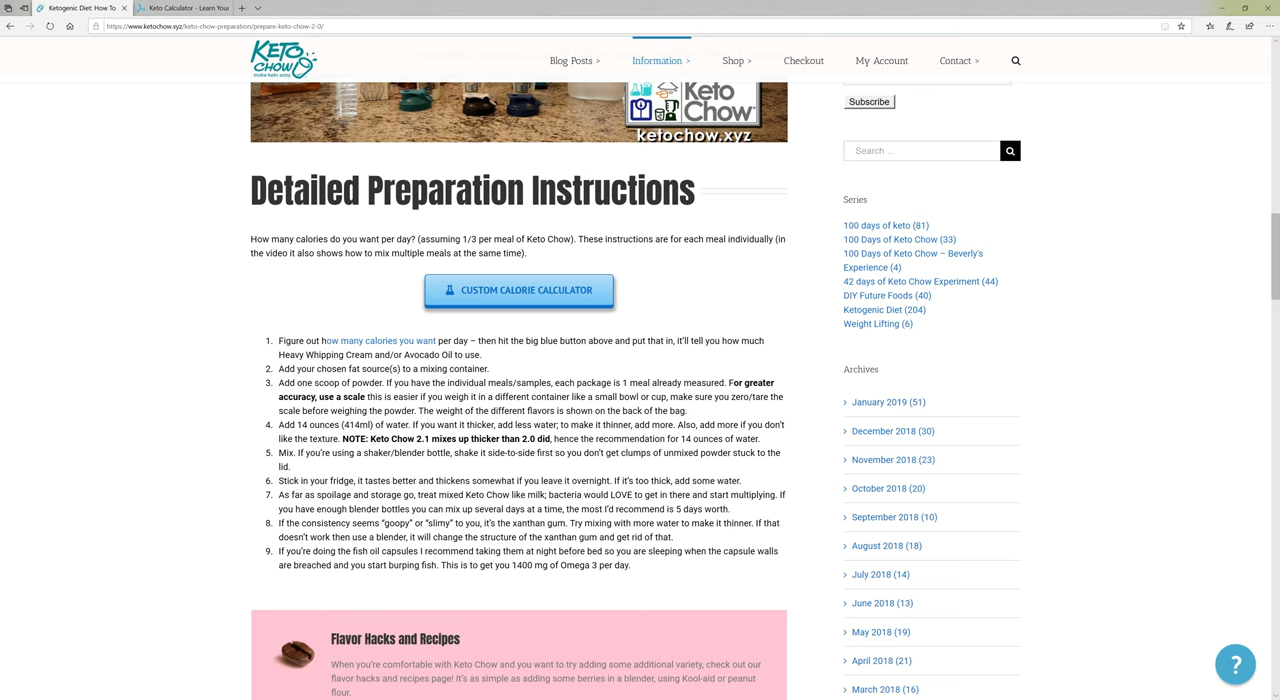 Ketogenic Diet: How To
Keto Calculator - Learn You
https://www.ketochow.xyz/keto-chow-preparation/prepare-keto-chow-2-0/
KETO
CHOW
make keto easy
Blog Posts >
Information >
Shop >
Checkout
My Account
Contact >
Keto
Chow
ketochow.xyz
Detailed Preparation Instructions
How many calories do you want per day? (assuming 1/3 per meal of Keto Chow). These instructions are for each meal individually (in
the video it also shows how to mix multiple meals at the same time).
CUSTOM CALORIE CALCULATOR
1. Figure out how many calories you want per day – then hit the big blue button above and put that in, it'll tell you how much
Heavy Whipping Cream and/or Avocado Oil to use.
2. Add your chosen fat source(s) to a mixing container.
3. Add one scoop of powder. If you have the individual meals/samples, each package is 1 meal already measured. For greater
accuracy, use a scale this is easier if you weigh it in a different container like a small bowl or cup, make sure you zero/tare the
scale before weighing the powder. The weight of the different flavors is shown on the back of the bag.
4. Add 14 ounces (414ml) of water. If you want it thicker, add less water; to make it thinner, add more. Also, add more if you don't
like the texture. NOTE: Keto Chow 2.1 mixes up thicker than 2.0 did, hence the recommendation for 14 ounces of water.
5. Mix. If you're using a shaker/blender bottle, shake it side-to-side first so you don't get clumps of unmixed powder stuck to the
lid.
6. Stick in your fridge, it tastes better and thickens somewhat if you leave it overnight. If it's too thick, add some water.
7. As far as spoilage and storage go, treat mixed Keto Chow like milk; bacteria would LOVE to get in there and start multiplying. If
you have enough blender bottles you can mix up several days at a time, the most I'd recommend is 5 days worth.
8. If the consistency seems “goopy” or “slimy” to you, it's the xanthan gum. Try mixing with more water to make it thinner. If that
doesn't work then use a blender, it will change the structure of the xanthan gum and get rid of that.
9. If you're doing the fish oil capsules I recommend taking them at night before bed so you are sleeping when the capsule walls
are breached and you start burping fish. This is to get you 1400 mg of Omega 3 per day.
Flavor Hacks and Recipes
When you're comfortable with Keto Chow and you want to try adding some additional variety, check out our
flavor hacks and recipes page! It's as simple as adding some berries in a blender, using Kool-aid or peanut
flour.
Subscribe
Search ...
Series
100 days of keto (81)
100 Days of Keto Chow (33)
100 Days of Keto Chow – Beverly's
Experience (4)
42 days of Keto Chow Experiment (44)
DIY Future Foods (40)
Ketogenic Diet (204)
Weight Lifting (6)
Archives
> January 2019 (51)
> December 2018 (30)
> November 2018 (23)
> October 2018 (20)
> September 2018 (10)
> August 2018 (18)
> July 2018 (14)
> June 2018 (13)
> May 2018 (19)
> April 2018 (21)
> March 2018 (16)
?